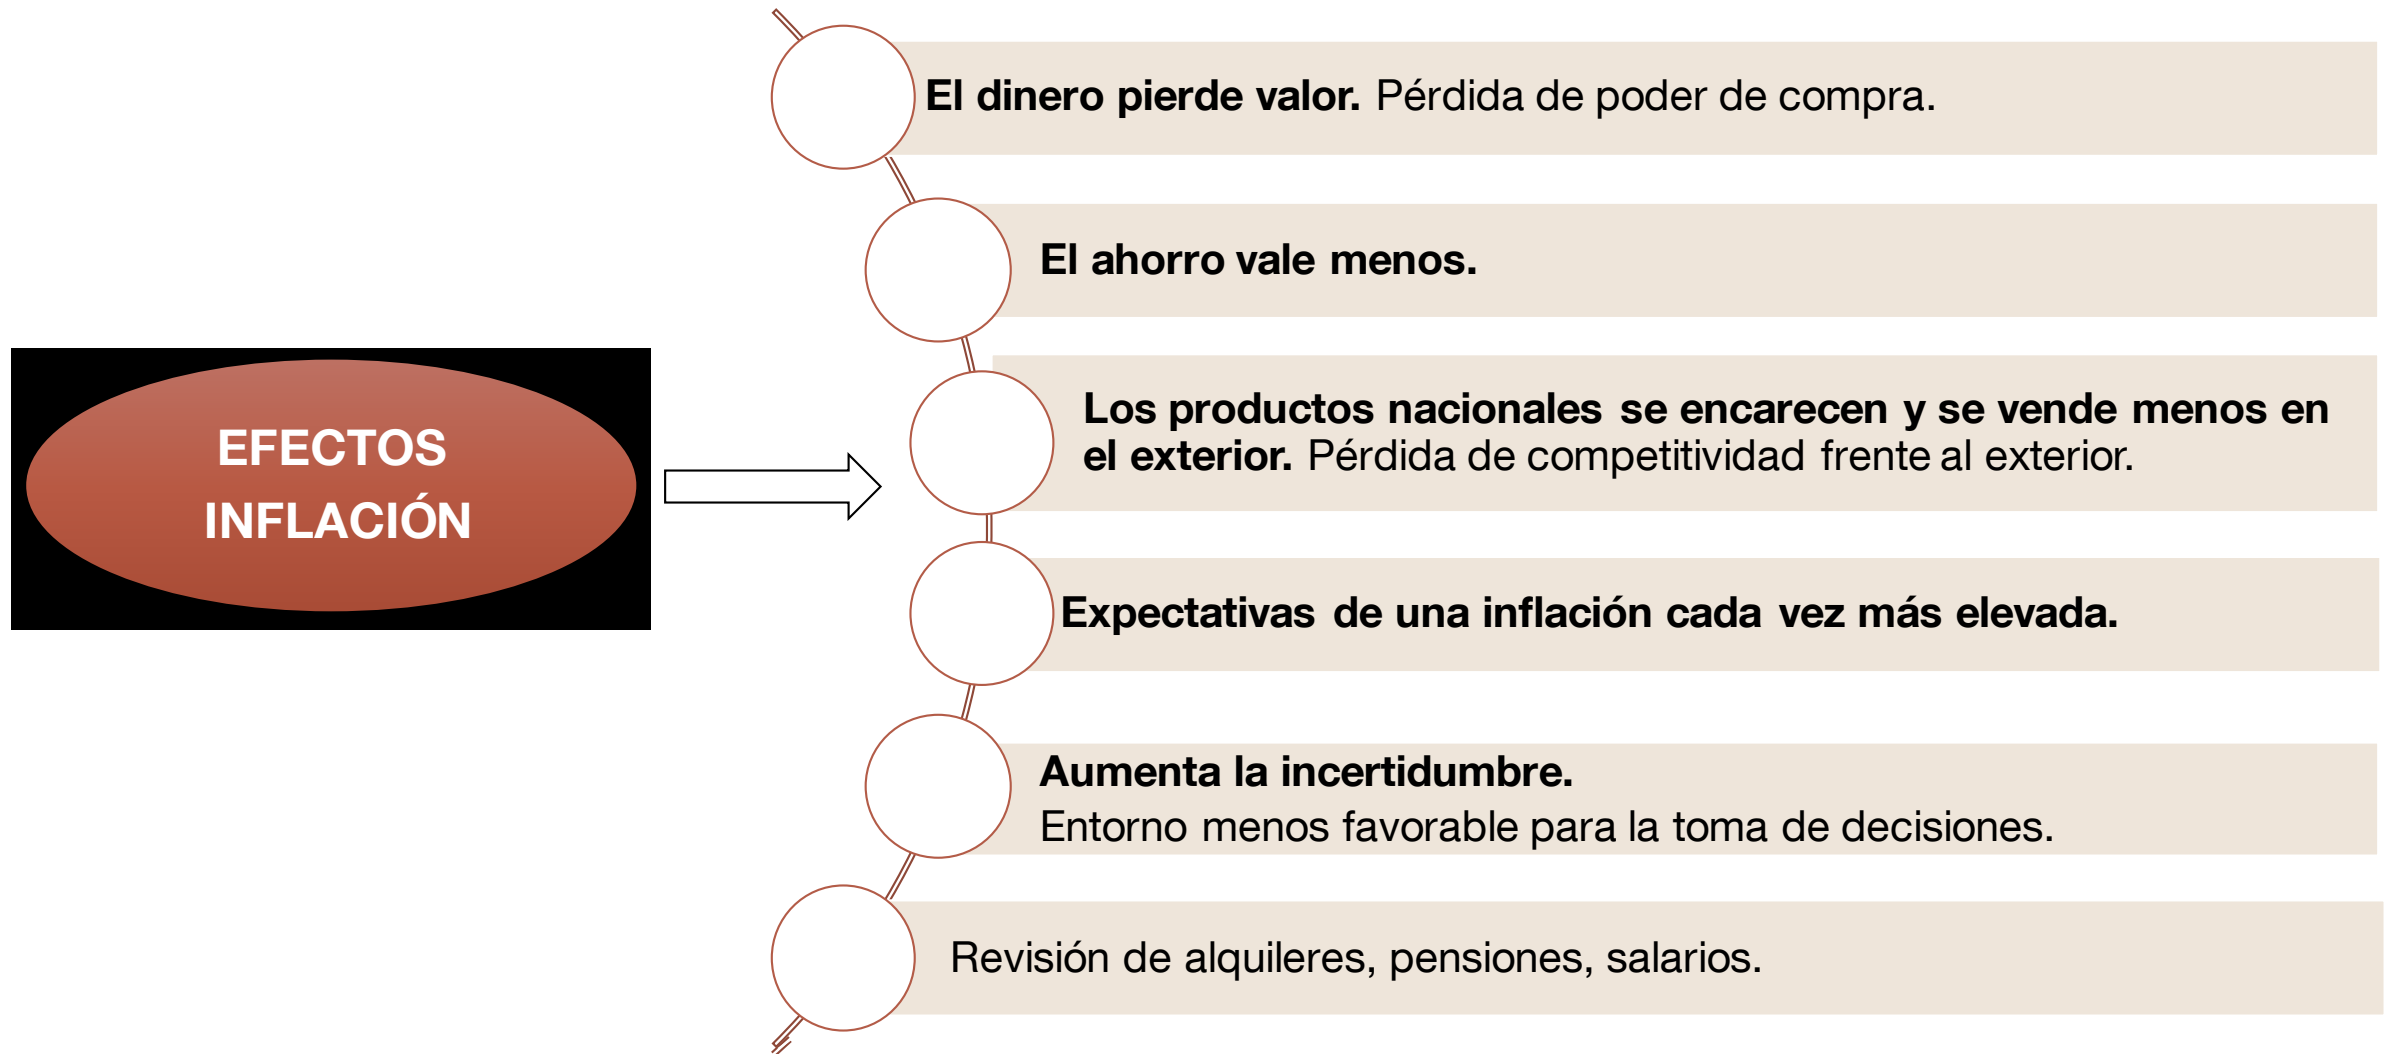 El dinero pierde valor. Pérdida de poder de compra.
El ahorro vale menos.
EFECTOS
INFLACIÓN
Los productos nacionales se encarecen y se vende menos en
el exterior. Pérdida de competitividad frente al exterior.
Expectativas de una inflación cada vez más elevada.
Aumenta la incertidumbre.
Entorno menos favorable para la toma de decisiones.
Revisión de alquileres, pensiones, salarios.